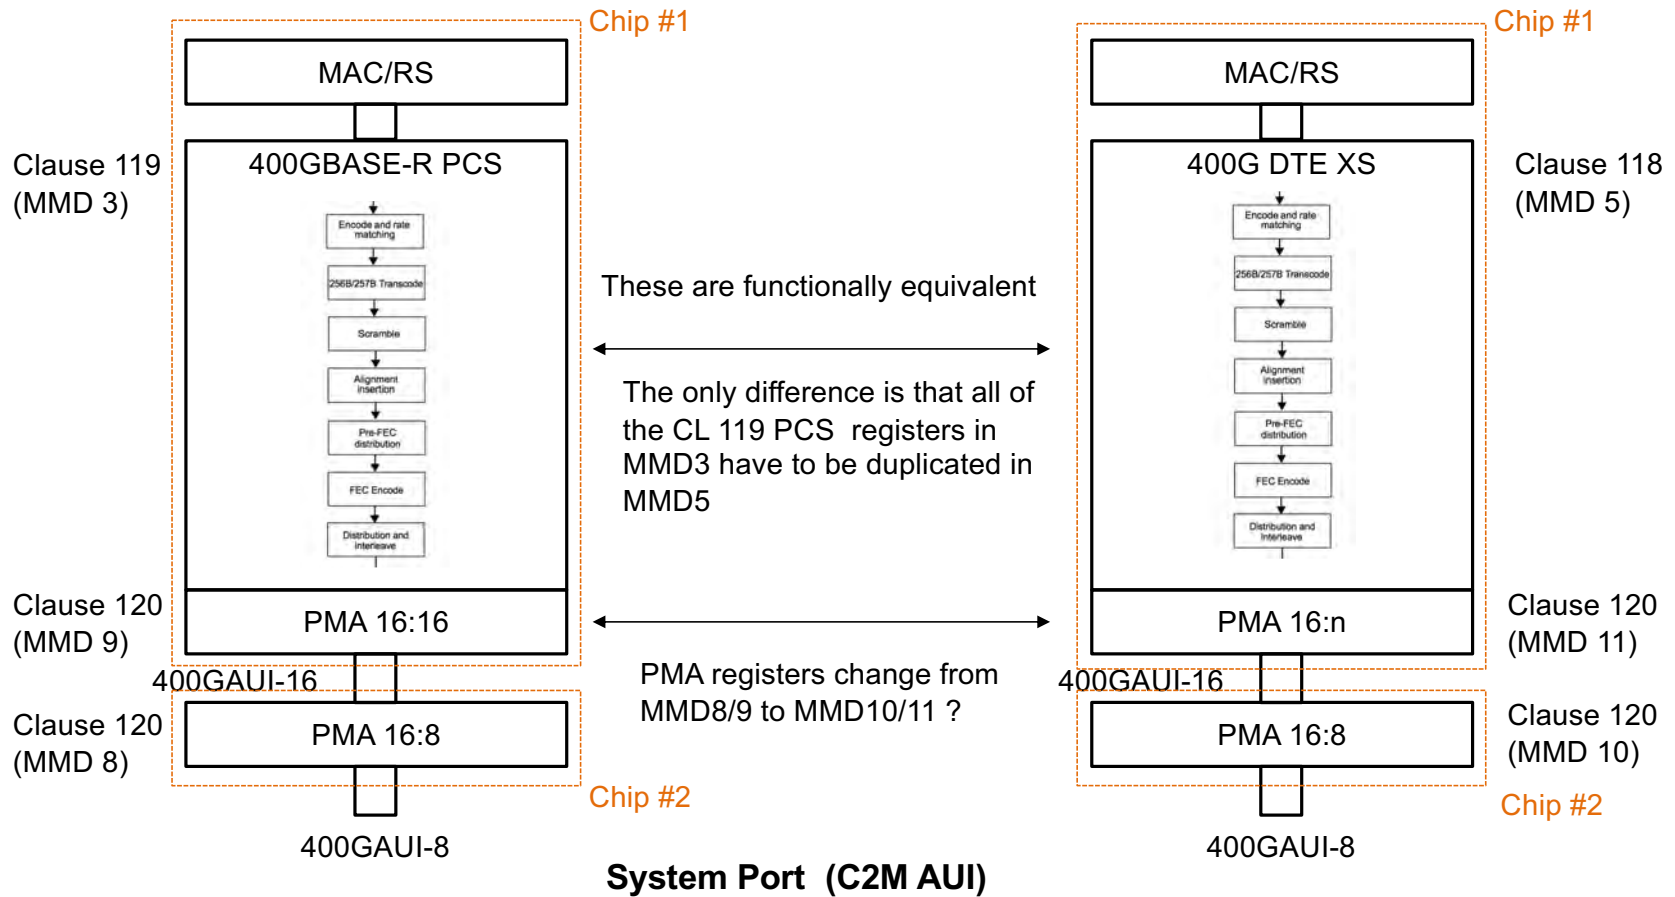 Chip #1
MAC/RS
Clause 119
(MMD 3)
400GBASE-R PCS
Encode and rate
matching
256B/257B Transcode
Scramble
Alignment
insertion
Pre-FEC
distribution
FEC Encode
Distribution and
Interleave
Clause 120
(MMD 9)
PMA 16:16
400GAUI-16
Clause 120
(MMD 8)
PMA 16:8
Chip #2
400GAUI-8
These are functionally equivalent
The only difference is that all of
the CL 119 PCS registers in
MMD3 have to be duplicated in
MMD5
PMA registers change from
MMD8/9 to MMD10/11 ?
Chip #1
MAC/RS
400G DTE XS
Clause 118
(MMD 5)
Encode and rate
matching
256B/257B Transcode
Scramble
Alignment
insertion
Pre-FEC
distribution
FEC Encode
Distribution and
Interleave
PMA 16:n
Clause 120
(MMD 11)
400GAUI-16
PMA 16:8
Clause 120
(MMD 10)
Chip #2
400GAUI-8
System Port (C2M AUI)